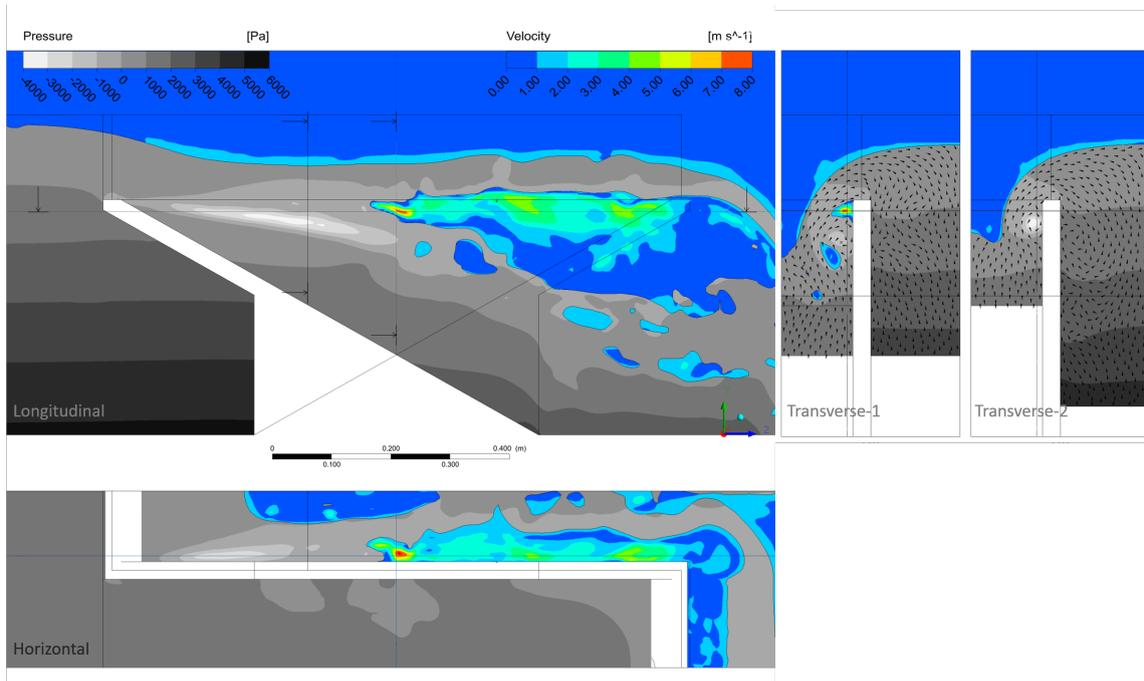 Pressure [Pa]
-4000 -3000 -2000 -1000 0 1000 2000 3000 4000 5000 6000
Velocity [m s^-1]
0.00 1.00 2.00 3.00 4.00 5.00 6.00 7.00 8.00
Longitudinal
Transverse-1
Transverse-2
0 0.200 0.400 (m)
0.100 0.300
Horizontal